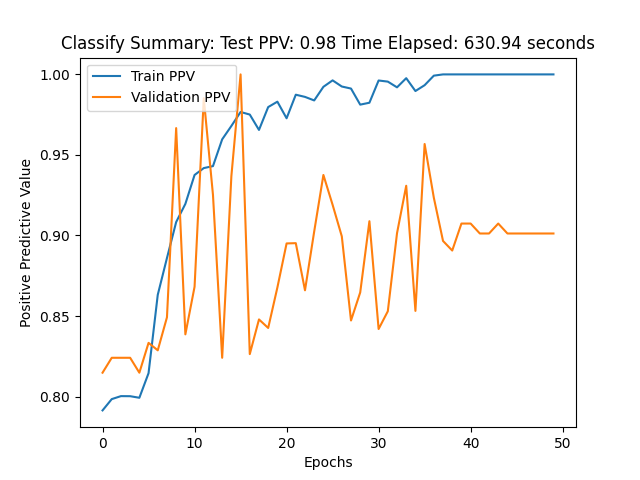 Classify Summary: Test PPV: 0.98 Time Elapsed: 630.94 seconds
Train PPV
Validation PPV
Positive Predictive Value
1.00
0.95
0.90
0.85
0.80
0 10 20 30 40 50
Epochs